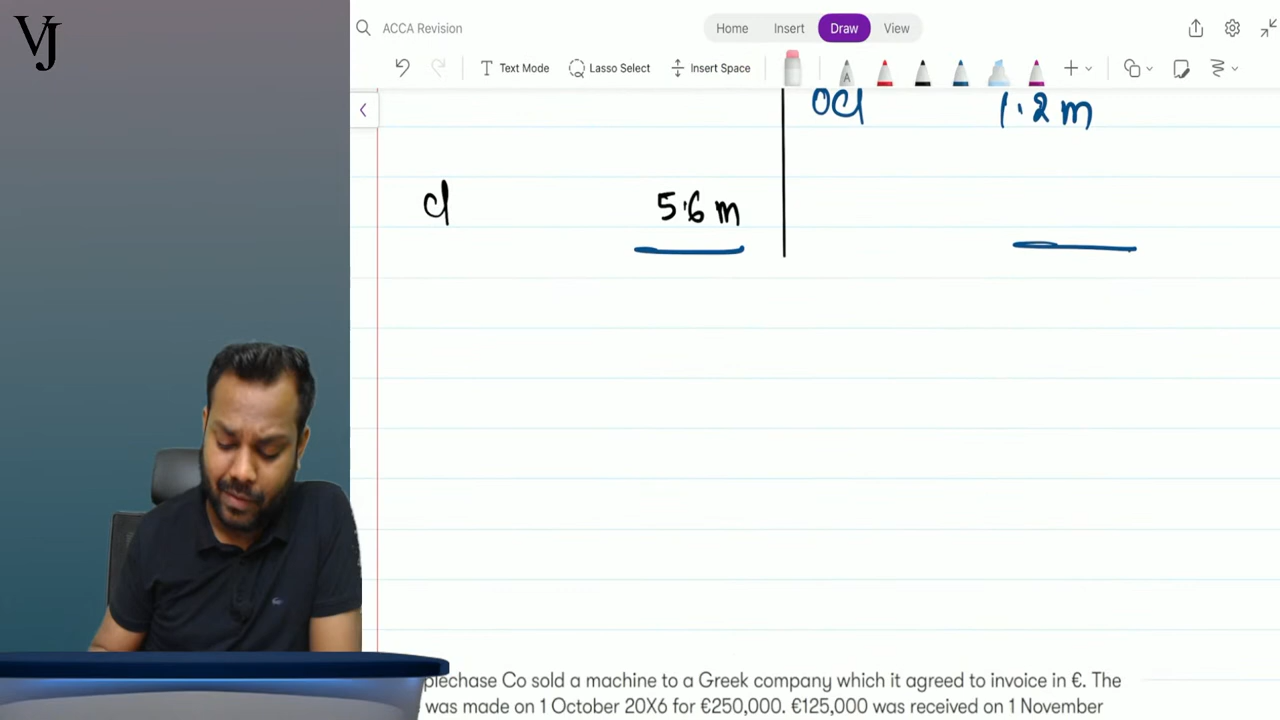 VJ
ACCA Revision
Home Insert Draw View
Text Mode Lasso Select Insert Space
OCI 1.2 m
cl 5.6 m
plechase Co sold a machine to a Greek company which it agreed to invoice in €. The
was made on 1 October 20X6 for €250,000. €125,000 was received on 1 November